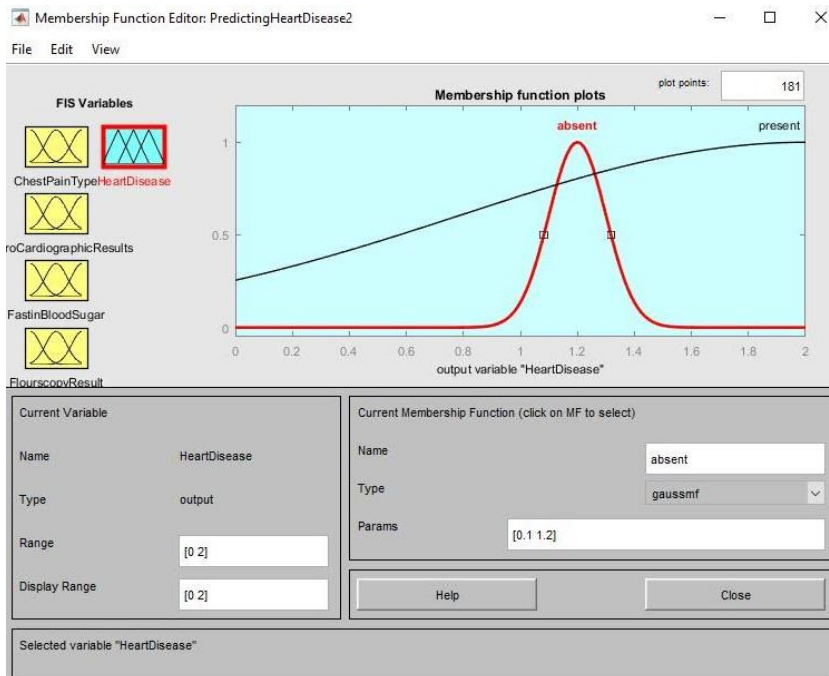 Membership Function Editor: PredictingHeartDisease2
File Edit View
FIS Variables
ChestPainType HeartDisease
roCardiographicResults
FastinBloodSugar
FlourscopyResult
plot points: 181
Membership function plots
absent present
1
0.5
0
0 0.2 0.4 0.6 0.8 1 1.2 1.4 1.6 1.8 2
output variable "HeartDisease"
Current Variable
Name HeartDisease
Type output
Range [0 2]
Display Range [0 2]
Current Membership Function (click on MF to select)
Name absent
Type gaussmf
Params [0.1 1.2]
Help Close
Selected variable "HeartDisease"